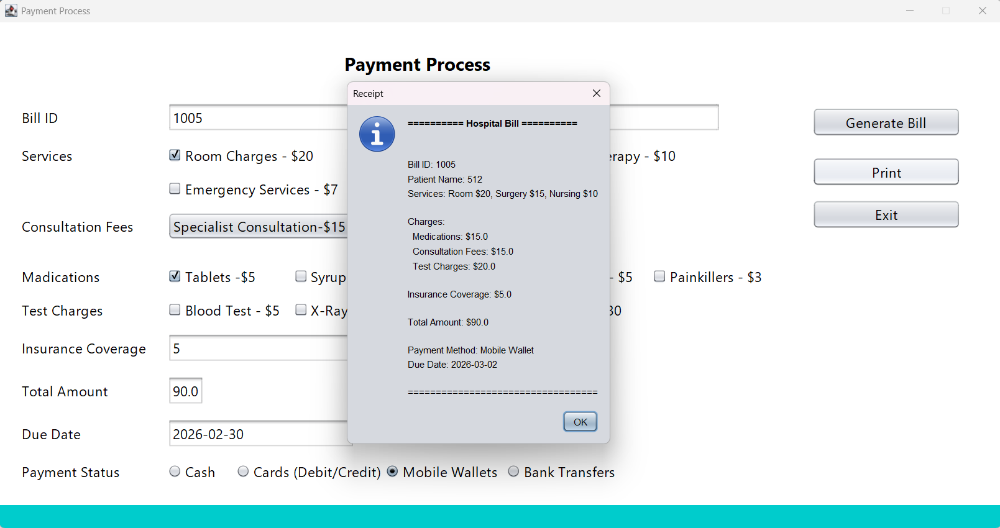 Payment Process
Payment Process
Bill ID
1005
Services
Room Charges - $20
- $10
Emergency Services - $7
Consultation Fees
Specialist Consultation-$15
Madications
Tablets -$5
Syrup
- $5
Painkillers - $3
Test Charges
Blood Test - $5
X-Ray
Insurance Coverage
5
Total Amount
90.0
Due Date
2026-02-30
Payment Status
Cash
Cards (Debit/Credit)
Mobile Wallets
Bank Transfers
Generate Bill
Print
Exit
Receipt
========== Hospital Bill ==========
Bill ID: 1005
Patient Name: 512
Services: Room $20, Surgery $15, Nursing $10
Charges:
Medications: $15.0
Consultation Fees: $15.0
Test Charges: $20.0
Insurance Coverage: $5.0
Total Amount: $90.0
Payment Method: Mobile Wallet
Due Date: 2026-03-02
==================================
OK